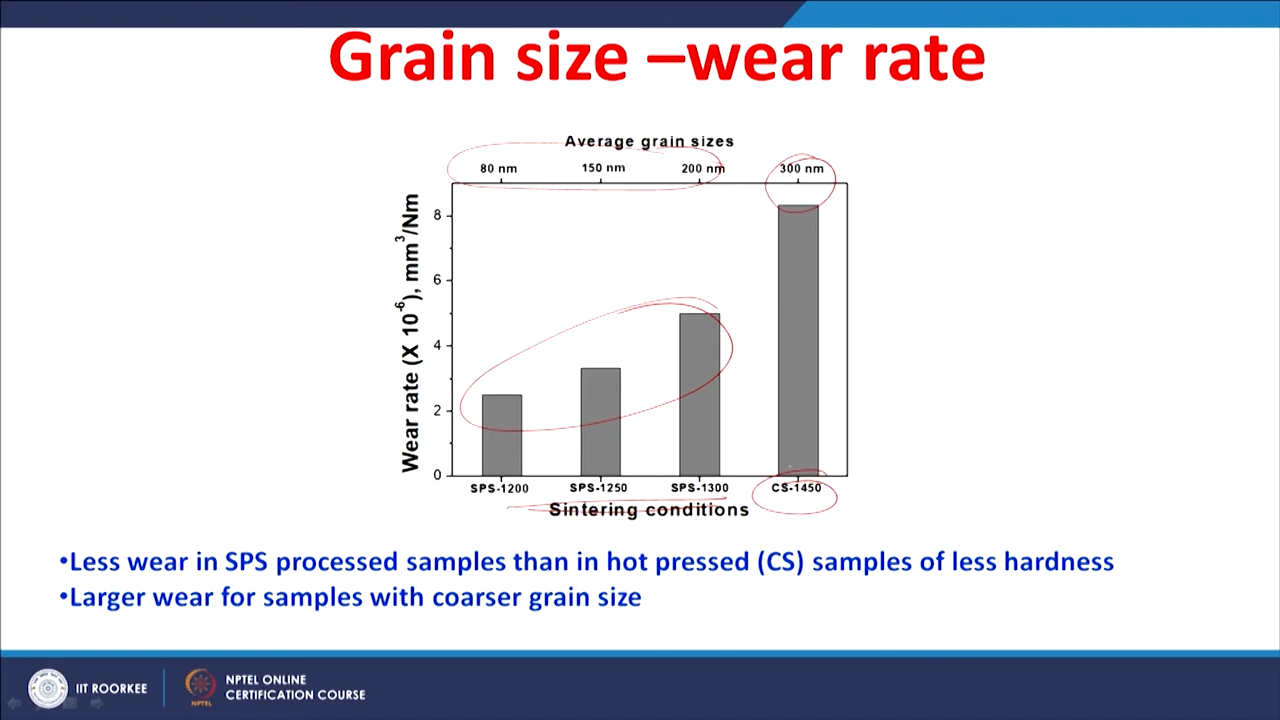 Grain size –wear rate
Average grain sizes
80 nm 150 nm 200 nm 300 nm
Wear rate (X 10⁻⁶), mm³/Nm
8
6
4
2
0
SPS-1200 SPS-1250 SPS-1300 CS-1450
Sintering conditions
•Less wear in SPS processed samples than in hot pressed (CS) samples of less hardness
•Larger wear for samples with coarser grain size
IIT ROORKEE
NPTEL
NPTEL ONLINE
CERTIFICATION COURSE